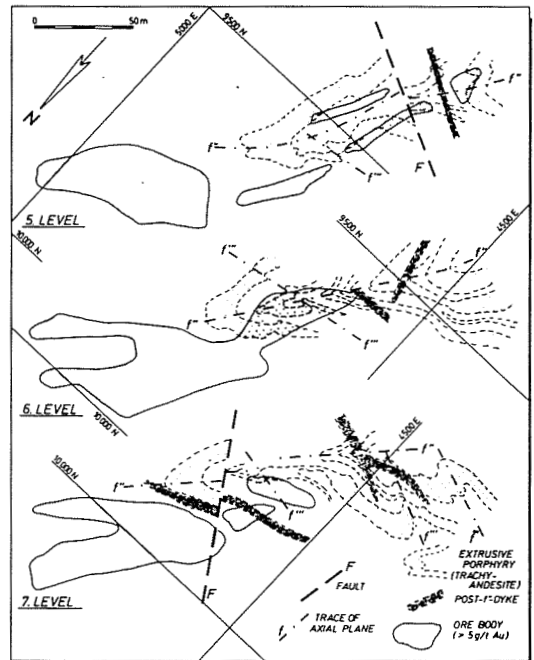 0 50 m
5000 E
9500 N
N
f"
f"
f'''
F
5. LEVEL
10.000 N
9500 N
4500 E
f'''
f"
f"
f'''
6. LEVEL
10.000 N
10.000 N
4500 E
f"
f"
f'''
F
7. LEVEL
F
FAULT
TRACE OF
AXIAL PLANE
EXTRUSIVE
PORPHYRY
(TRACHY-
ANDESITE)
POST-f"-DYKE
ORE BODY
(> 5g/t Au)